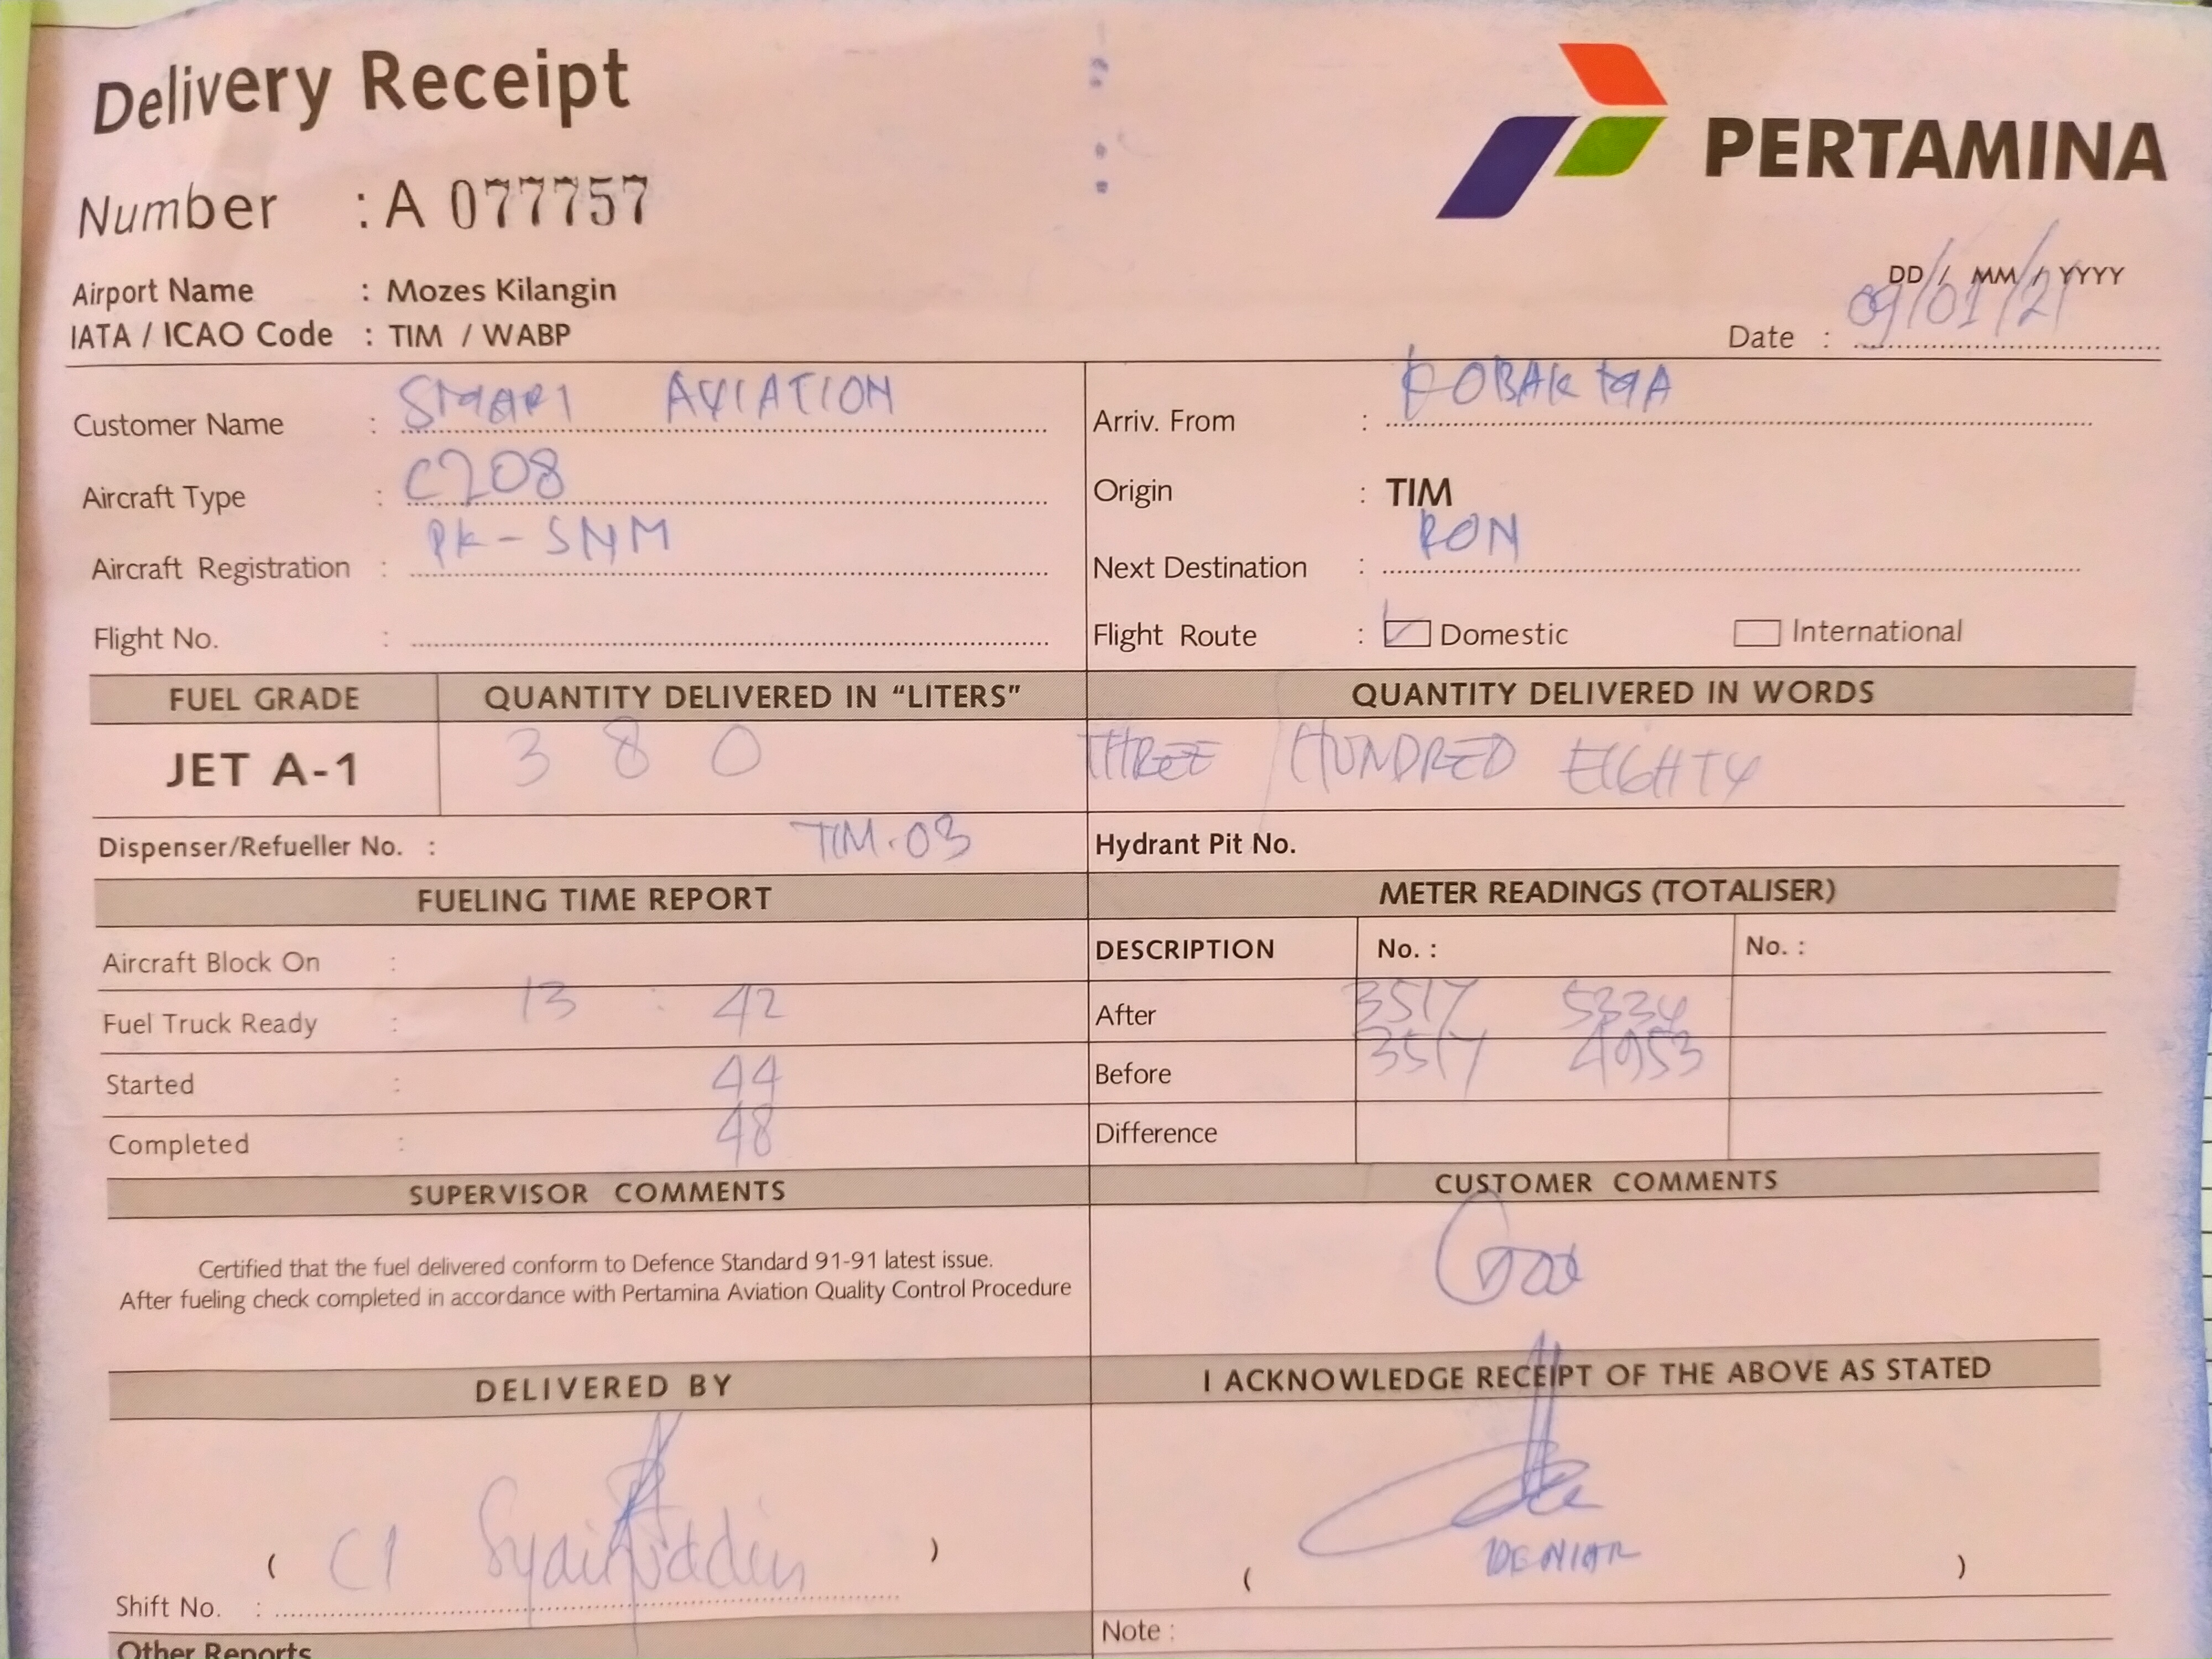 Delivery Receipt
PERTAMINA
Number : A 077757
Airport Name : Mozes Kilangin
IATA / ICAO Code : TIM / WABP
DD / MM / YYYY
Date : 09/01/21
Customer Name : SMART AVIATION
Arriv. From :
Aircraft Type : C208
Origin : TIM
Aircraft Registration : PK-SNM
Next Destination : RON
Flight No. :
Flight Route : Domestic International
FUEL GRADE QUANTITY DELIVERED IN "LITERS" QUANTITY DELIVERED IN WORDS
JET A-1 380 THREE HUNDRED EIGHTY
Dispenser/Refueller No. : TIM-03 Hydrant Pit No.
FUELING TIME REPORT METER READINGS (TOTALISER)
Aircraft Block On : DESCRIPTION No. : No. :
Fuel Truck Ready : 13 : 42 After 3517
Started : 44 Before 3517 4953
Completed : 48 Difference
SUPERVISOR COMMENTS CUSTOMER COMMENTS
Certified that the fuel delivered conform to Defence Standard 91-91 latest issue.
After fueling check completed in accordance with Pertamina Aviation Quality Control Procedure
DELIVERED BY I ACKNOWLEDGE RECEIPT OF THE ABOVE AS STATED
( C1 Syaifuddin ) ( )
Shift No. :
Note :
Other Reports